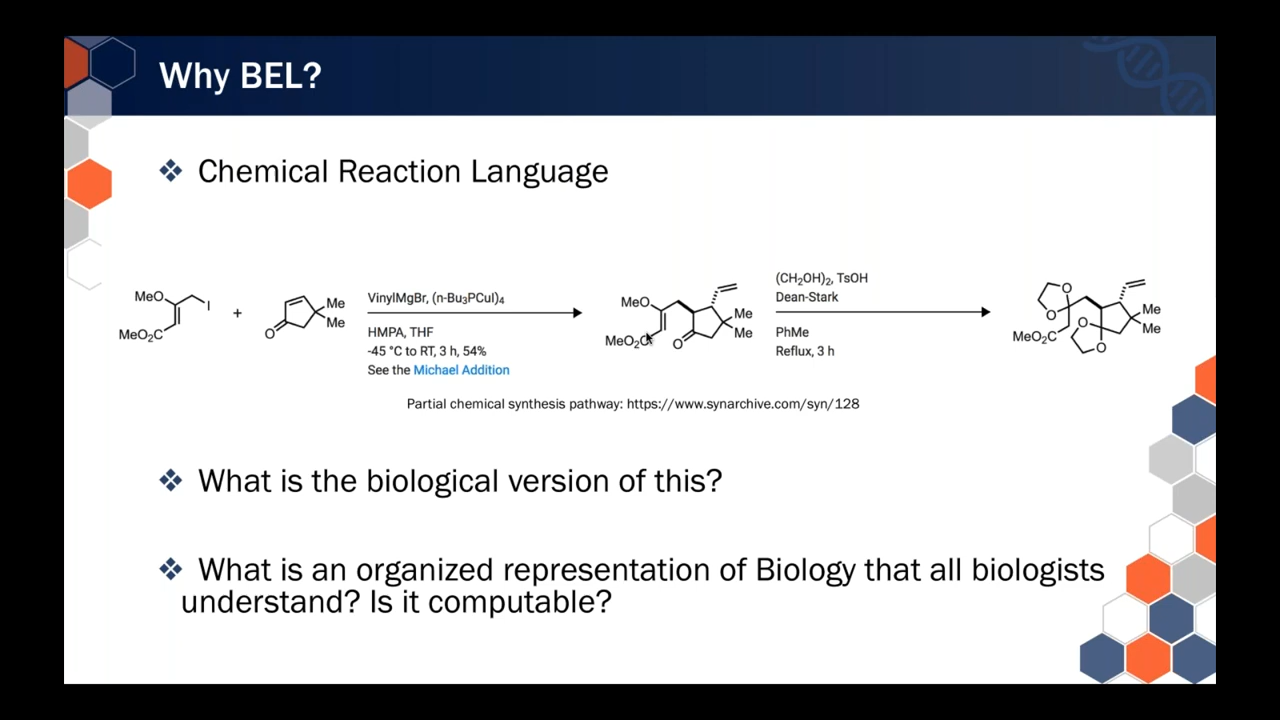 Why BEL?
Chemical Reaction Language
MeO
I
MeO₂C
+
O
Me
Me
VinylMgBr, (n-Bu₃PCuI)₄
HMPA, THF
-45 °C to RT, 3 h, 54%
See the Michael Addition
MeO
MeO₂C
O
Me
Me
(CH₂OH)₂, TsOH
Dean-Stark
PhMe
Reflux, 3 h
O
O
MeO₂C
O
O
Me
Me
Partial chemical synthesis pathway: https://www.synarchive.com/syn/128
What is the biological version of this?
What is an organized representation of Biology that all biologists
understand? Is it computable?